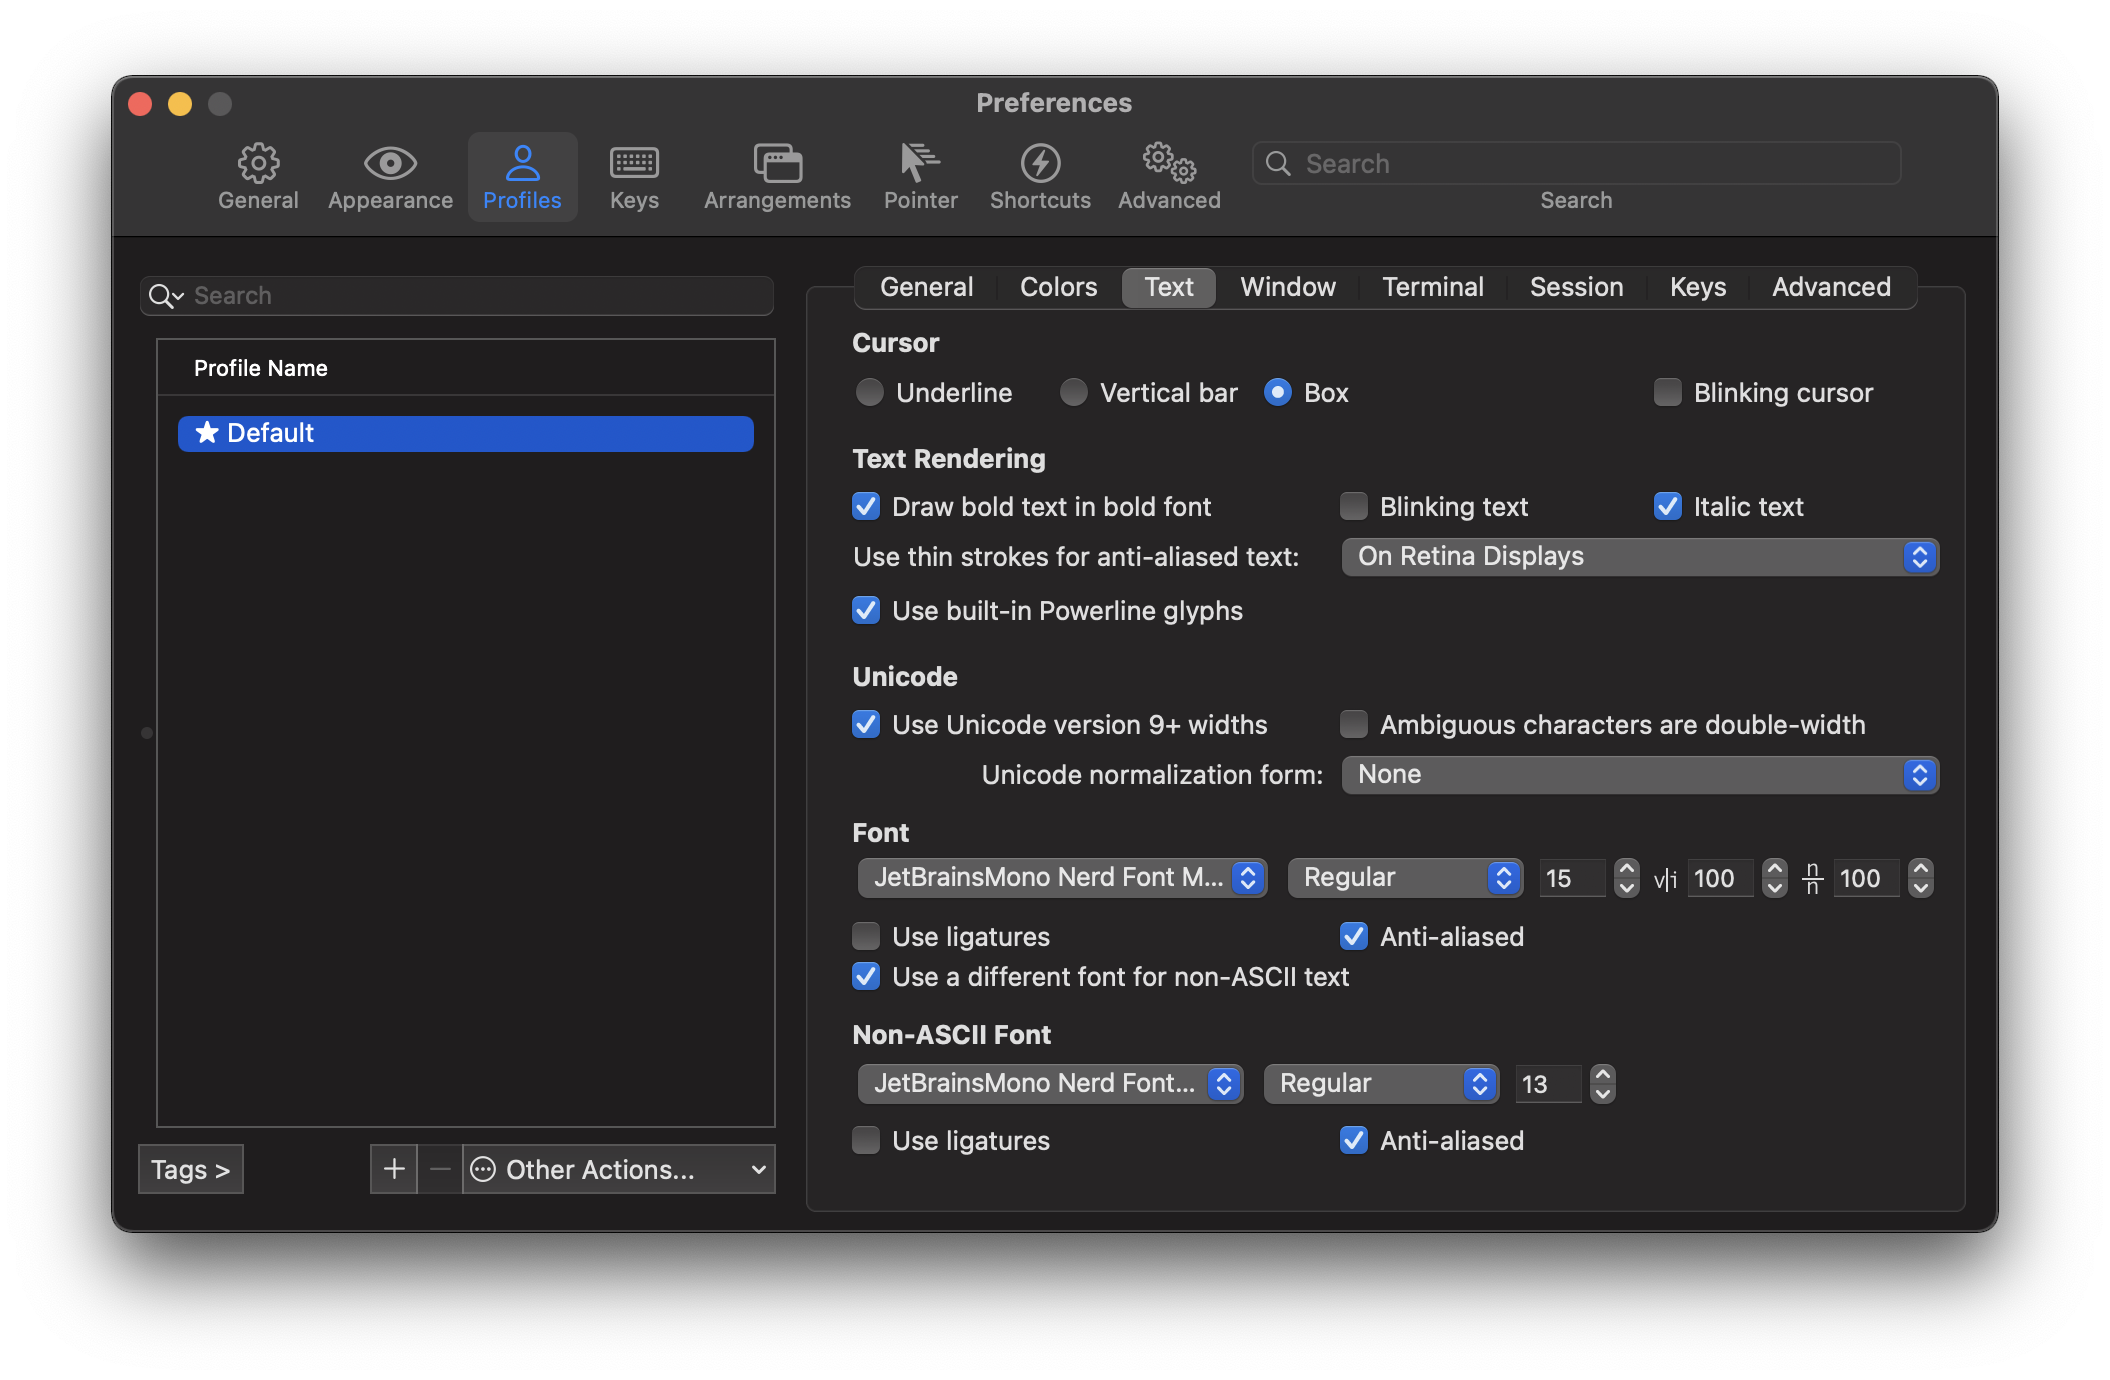 Preferences
General
Appearance
Profiles
Keys
Arrangements
Pointer
Shortcuts
Advanced
Search
Search
Search
Profile Name
Default
Tags >
+
−
Other Actions...
General
Colors
Text
Window
Terminal
Session
Keys
Advanced
Cursor
Underline
Vertical bar
Box
Blinking cursor
Text Rendering
Draw bold text in bold font
Blinking text
Italic text
Use thin strokes for anti-aliased text:
On Retina Displays
Use built-in Powerline glyphs
Unicode
Use Unicode version 9+ widths
Ambiguous characters are double-width
Unicode normalization form:
None
Font
JetBrainsMono Nerd Font M...
Regular
15
v|i
100
n
n
100
Use ligatures
Anti-aliased
Use a different font for non-ASCII text
Non-ASCII Font
JetBrainsMono Nerd Font...
Regular
13
Use ligatures
Anti-aliased